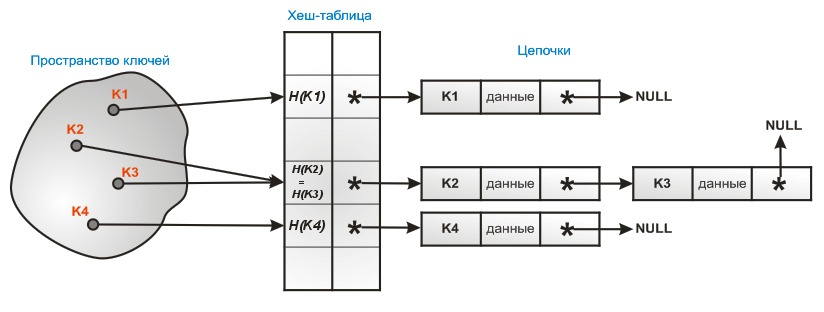 Хеш-таблица
Цепочки
Пространство ключей
K1
H(K1) * K1 данные * NULL
K2
NULL
K3
H(K2)
=
H(K3)
* K2 данные * K3 данные *
K4
H(K4) * K4 данные * NULL